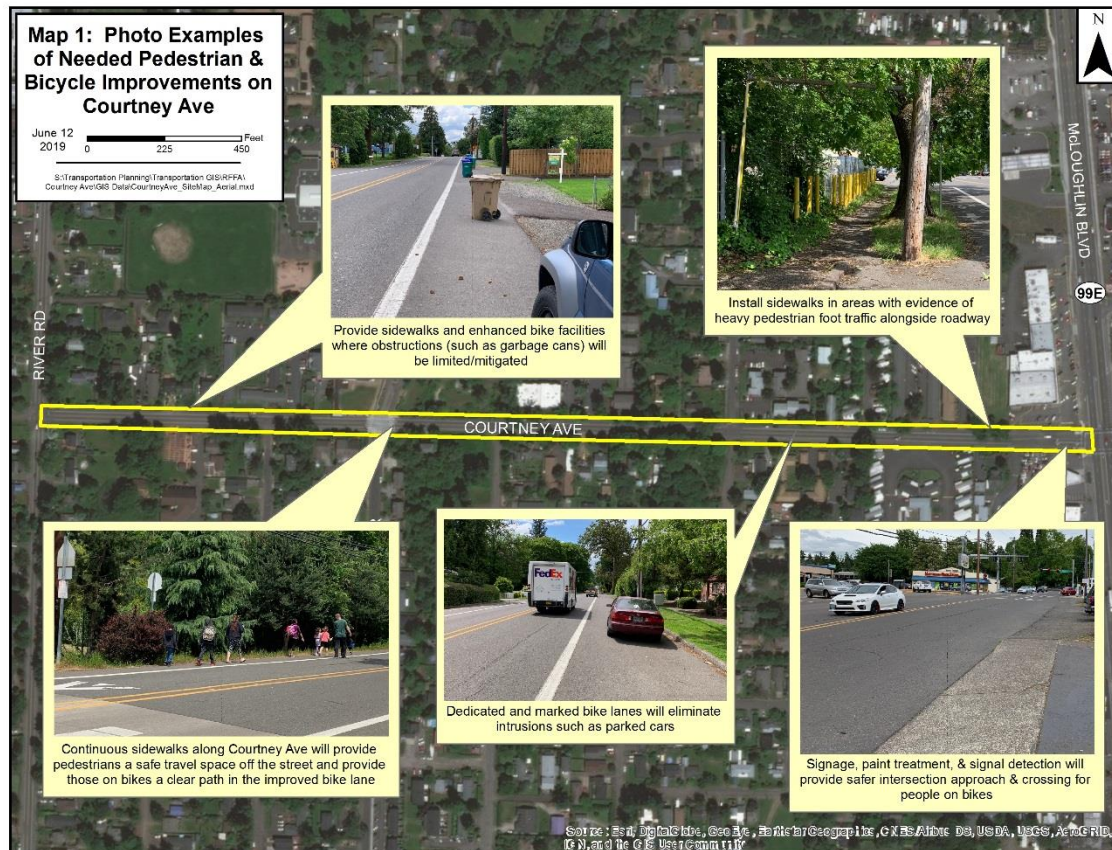 Map 1: Photo Examples
of Needed Pedestrian &
Bicycle Improvements on
Courtney Ave
June 12
2019
Feet
0 225 450
S:\Transportation Planning\Transportation GIS\RFFA\
Courtney Ave\GIS Data\CourtneyAve_SiteMap_Aerial.mxd
N
McLOUGHLIN BLVD
99E
RIVER RD
Provide sidewalks and enhanced bike facilities
where obstructions (such as garbage cans) will
be limited/mitigated
Install sidewalks in areas with evidence of
heavy pedestrian foot traffic alongside roadway
COURTNEY AVE
FedEx
Continuous sidewalks along Courtney Ave will provide
pedestrians a safe travel space off the street and provide
those on bikes a clear path in the improved bike lane
Dedicated and marked bike lanes will eliminate
intrusions such as parked cars
Signage, paint treatment, & signal detection will
provide safer intersection approach & crossing for
people on bikes
Source: Esri, DigitalGlobe, GeoEye, Earthstar Geographics, CNES/Airbus DS, USDA, USGS, AeroGRID,
IGN, and the GIS User Community